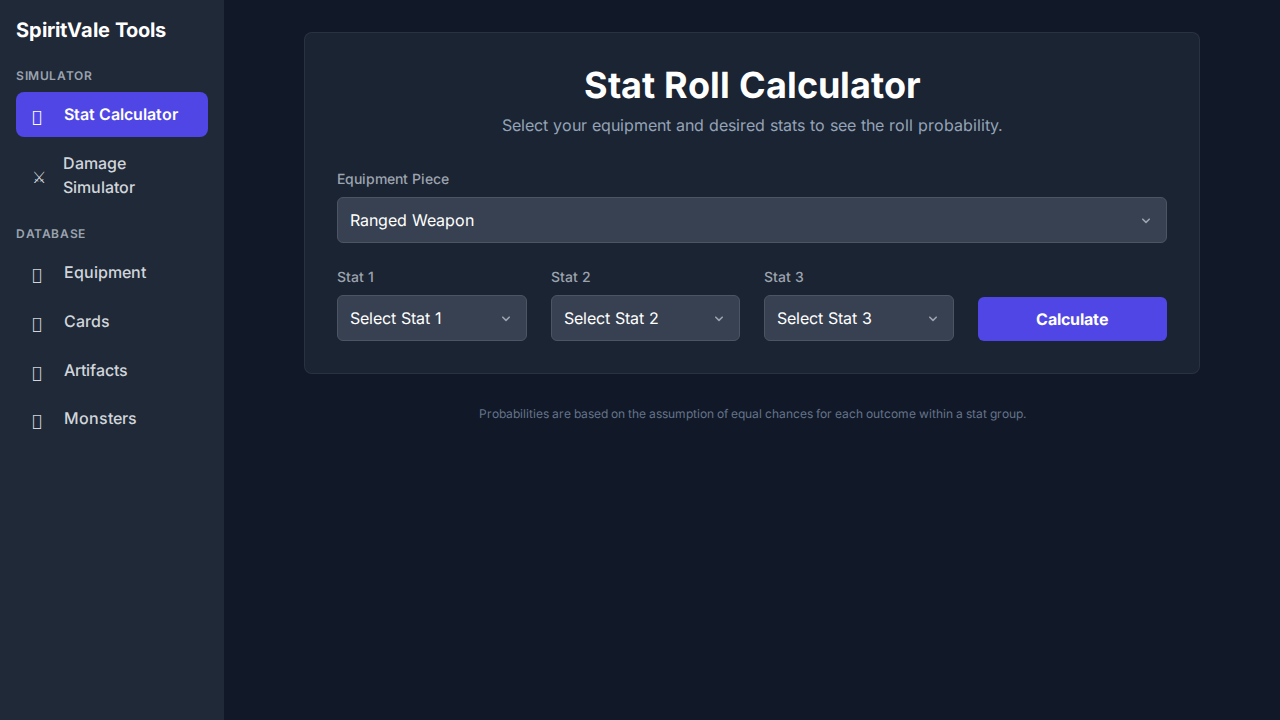 SpiritVale Tools
SIMULATOR
Stat Calculator
⚔ Damage
Simulator
DATABASE
Equipment
Cards
Artifacts
Monsters
Stat Roll Calculator
Select your equipment and desired stats to see the roll probability.
Equipment Piece
Ranged Weapon
Stat 1 Stat 2 Stat 3
Select Stat 1 Select Stat 2 Select Stat 3 Calculate
Probabilities are based on the assumption of equal chances for each outcome within a stat group.